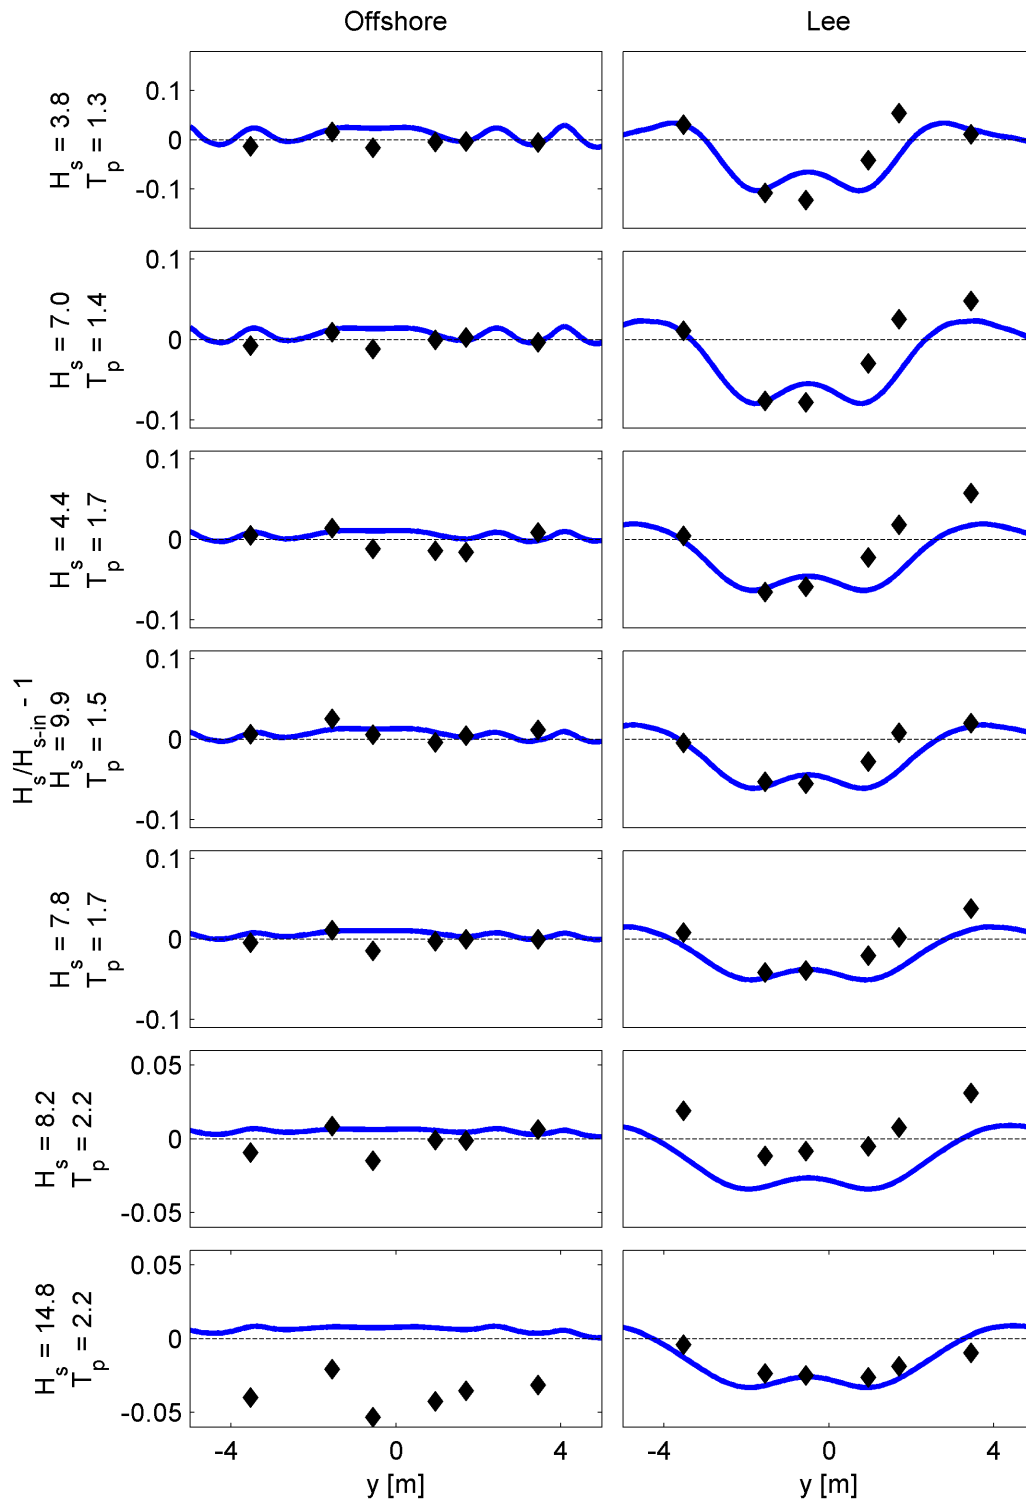 Offshore Lee
H_s = 3.8
T_p = 1.3
0.1
0
-0.1
H_s = 7.0
T_p = 1.4
0.1
0
-0.1
H_s = 4.4
T_p = 1.7
0.1
0
-0.1
H_s/H_s-in - 1
H_s = 9.9
T_p = 1.5
0.1
0
-0.1
H_s = 7.8
T_p = 1.7
0.1
0
-0.1
H_s = 8.2
T_p = 2.2
0.05
0
-0.05
H_s = 14.8
T_p = 2.2
0.05
0
-0.05
-4 0 4 -4 0 4
y [m] y [m]